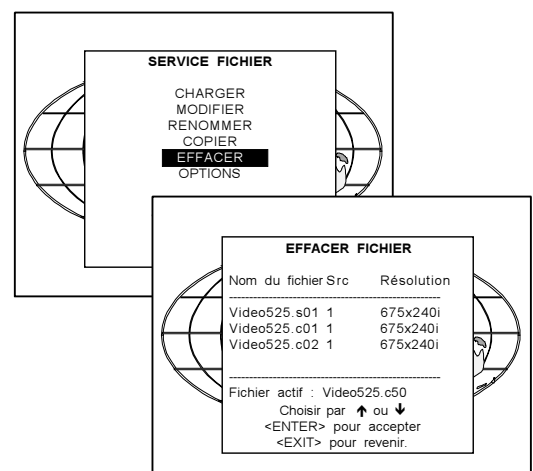 SERVICE FICHIER
CHARGER
MODIFIER
RENOMMER
COPIER
EFFACER
OPTIONS
EFFACER FICHIER
Nom du fichier Src Résolution
Video525.s01 1 675x240i
Video525.c01 1 675x240i
Video525.c02 1 675x240i
Fichier actif : Video525.c50
Choisir par ↑ ou ↓
<ENTER> pour accepter
<EXIT> pour revenir.